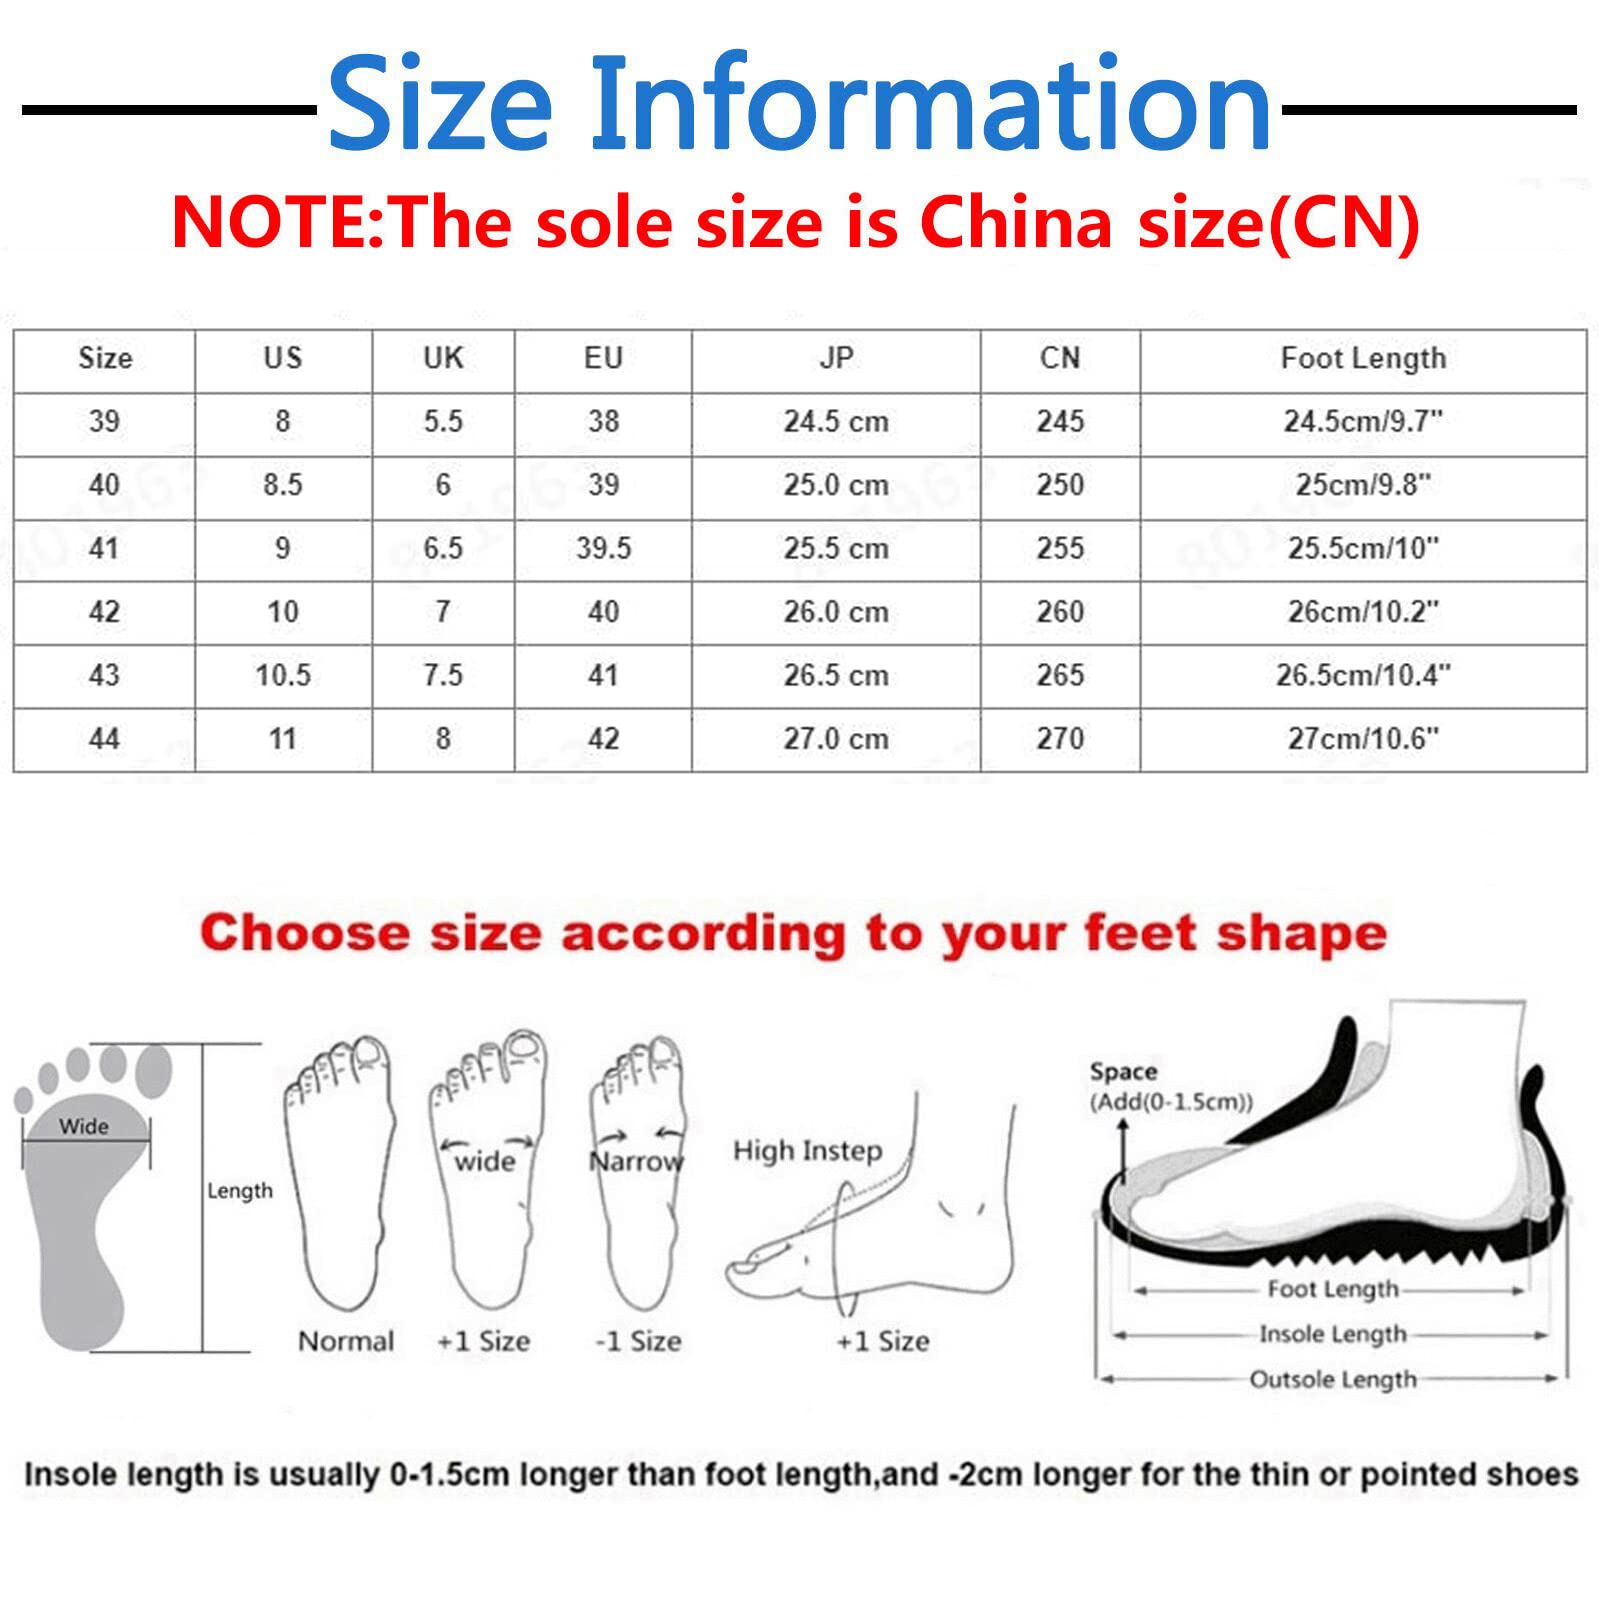 Size Information
NOTE:The sole size is China size(CN)
Size US UK EU JP CN Foot Length
39 8 5.5 38 24.5 cm 245 24.5cm/9.7"
40 8.5 6 39 25.0 cm 250 25cm/9.8"
41 9 6.5 39.5 25.5 cm 255 25.5cm/10"
42 10 7 40 26.0 cm 260 26cm/10.2"
43 10.5 7.5 41 26.5 cm 265 26.5cm/10.4"
44 11 8 42 27.0 cm 270 27cm/10.6"
Choose size according to your feet shape
Wide
Length
Normal
wide
+1 Size
Narrow
-1 Size
High Instep
+1 Size
Space
(Add(0-1.5cm))
Foot Length
Insole Length
Outsole Length
Insole length is usually 0-1.5cm longer than foot length,and -2cm longer for the thin or pointed shoes